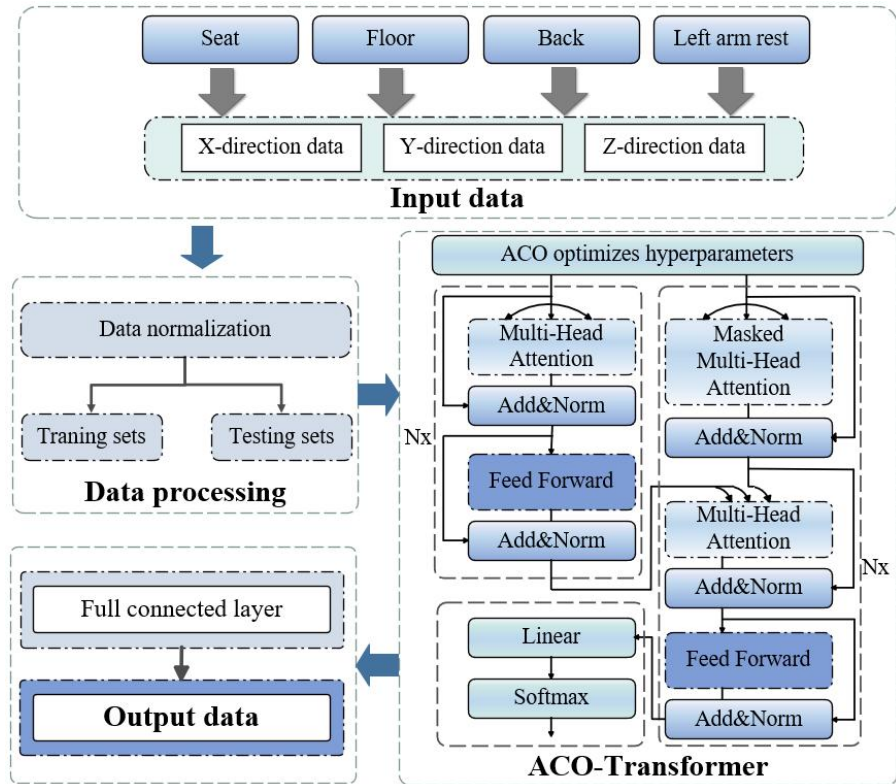 Seat
Floor
Back
Left arm rest
X-direction data
Y-direction data
Z-direction data
Input data
Data normalization
Traning sets
Testing sets
Data processing
ACO optimizes hyperparameters
Multi-Head
Attention
Add&Norm
Nx
Feed Forward
Add&Norm
Masked
Multi-Head
Attention
Add&Norm
Multi-Head
Attention
Nx
Add&Norm
Feed Forward
Add&Norm
Linear
Softmax
ACO-Transformer
Full connected layer
Output data